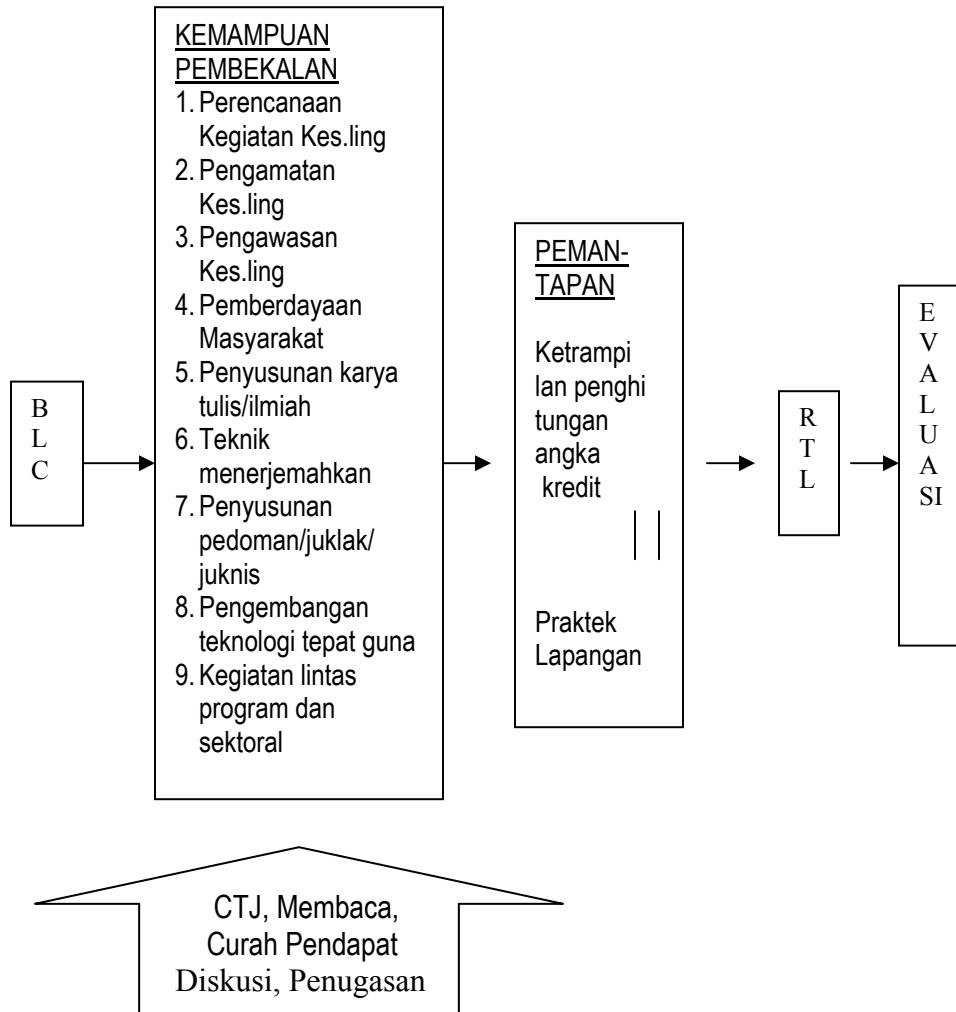 B
L
C
KEMAMPUAN
PEMBEKALAN
1. Perencanaan
Kegiatan Kes.ling
2. Pengamatan
Kes.ling
3. Pengawasan
Kes.ling
4. Pemberdayaan
Masyarakat
5. Penyusunan karya
tulis/ilmiah
6. Teknik
menerjemahkan
7. Penyusunan
pedoman/juklak/
juknis
8. Pengembangan
teknologi tepat guna
9. Kegiatan lintas
program dan
sektoral
PEMAN-
TAPAN
Ketrampi
lan penghi
tungan
angka
kredit
Praktek
Lapangan
R
T
L
E
V
A
L
U
A
SI
CTJ, Membaca,
Curah Pendapat
Diskusi, Penugasan